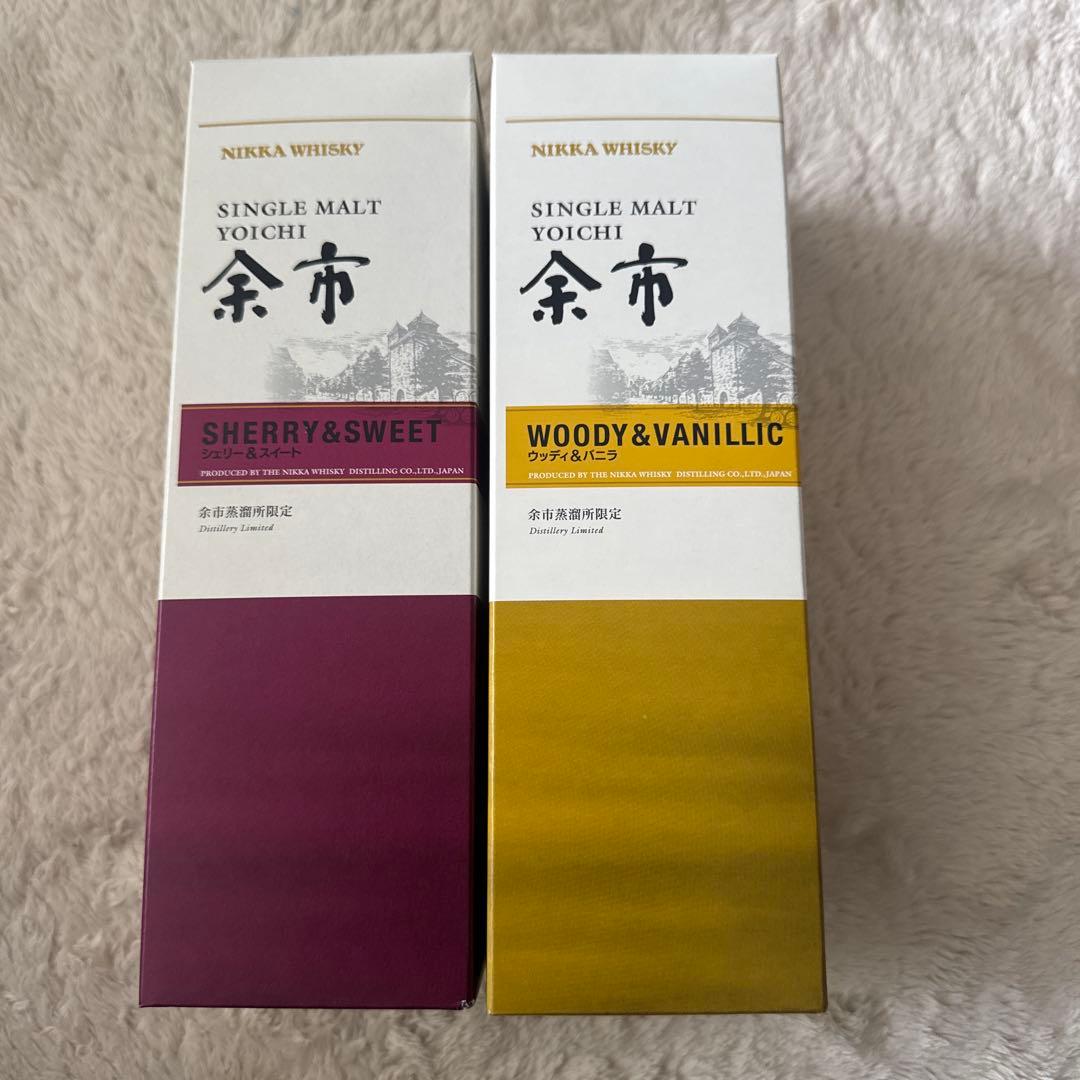 NIKKA WHISKY
SINGLE MALT
YOICHI
余市
SHERRY&SWEET
シェリー&スイート
PRODUCED BY THE NIKKA WHISKY DISTILLING CO.,LTD.,JAPAN
余市蒸溜所限定
Distillery Limited
NIKKA WHISKY
SINGLE MALT
YOICHI
余市
WOODY&VANILLIC
ウッディ&バニラ
PRODUCED BY THE NIKKA WHISKY DISTILLING CO.,LTD.,JAPAN
余市蒸溜所限定
Distillery Limited